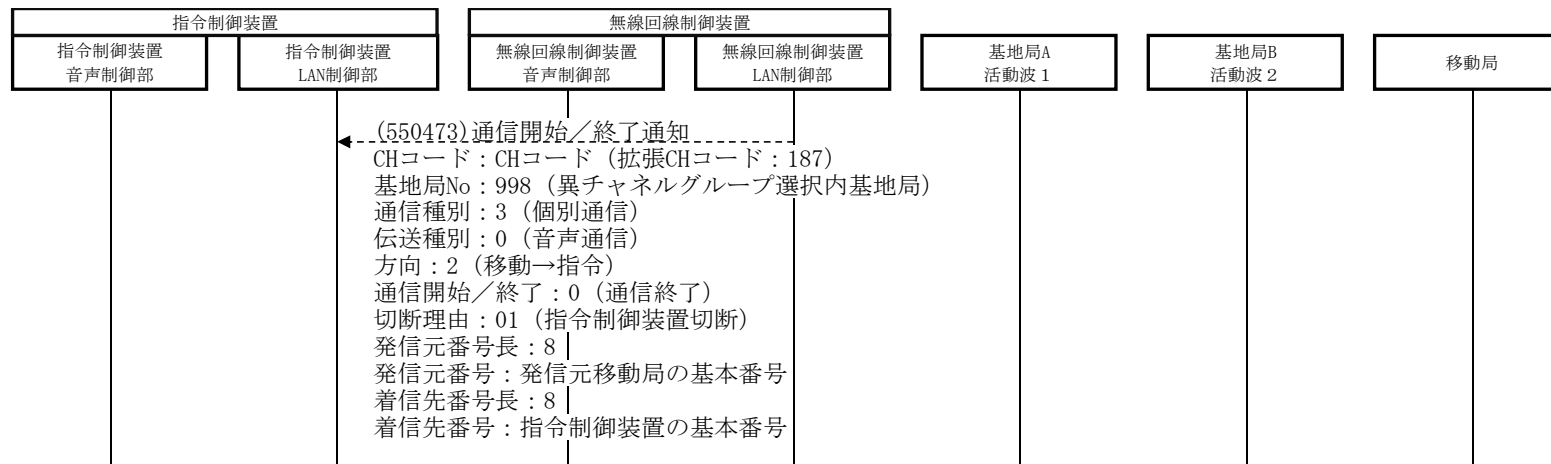 指令制御装置
無線回線制御装置
指令制御装置
音声制御部
指令制御装置
LAN制御部
無線回線制御装置
音声制御部
無線回線制御装置
LAN制御部
基地局A
活動波1
基地局B
活動波2
移動局
(550473)通信開始/終了通知
CHコード:CHコード(拡張CHコード:187)
基地局No:998(異チャネルグループ選択内基地局)
通信種別:3(個別通信)
伝送種別:0(音声通信)
方向:2(移動→指令)
通信開始/終了:0(通信終了)
切断理由:01(指令制御装置切断)
発信元番号長:8
発信元番号:発信元移動局の基本番号
着信先番号長:8
着信先番号:指令制御装置の基本番号